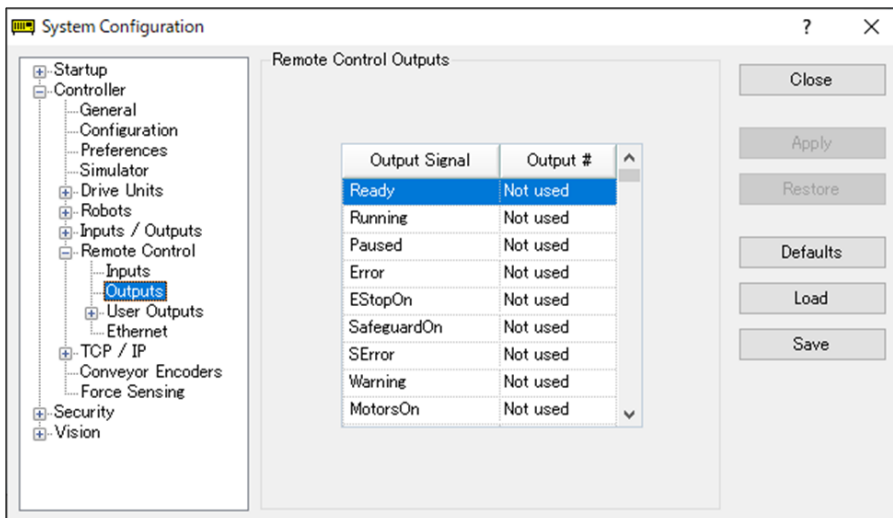 System Configuration
?
Startup
Controller
General
Configuration
Preferences
Simulator
Drive Units
Robots
Inputs / Outputs
Remote Control
Inputs
Outputs
User Outputs
Ethernet
TCP / IP
Conveyor Encoders
Force Sensing
Security
Vision
Remote Control Outputs
Output Signal Output #
Ready Not used
Running Not used
Paused Not used
Error Not used
EStopOn Not used
SafeguardOn Not used
SError Not used
Warning Not used
MotorsOn Not used
Close
Apply
Restore
Defaults
Load
Save